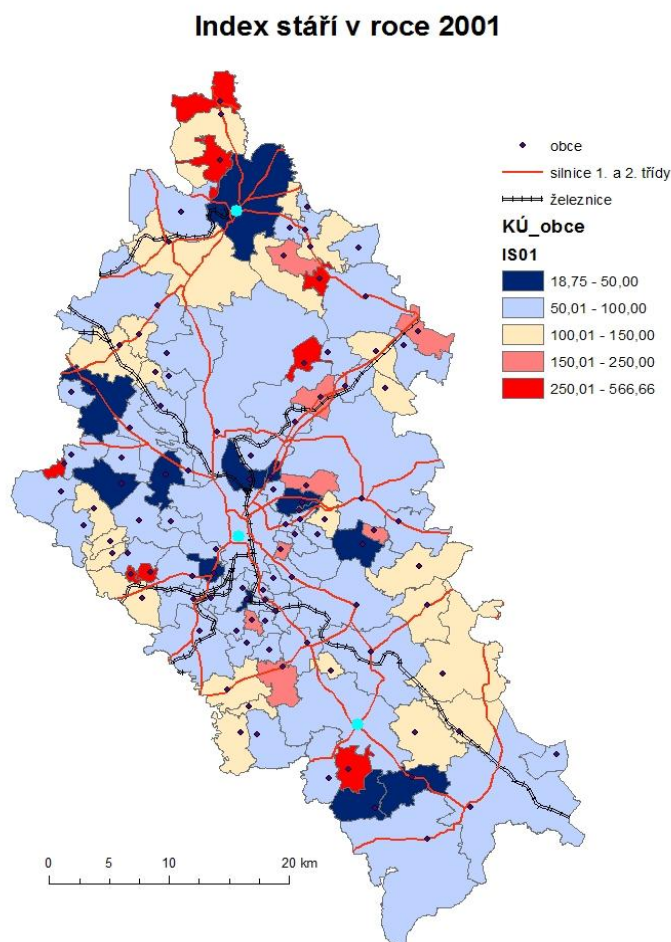 Index stáří v roce 2001
obce
silnice 1. a 2. třídy
železnice
KÚ_obce
IS01
18,75 - 50,00
50,01 - 100,00
100,01 - 150,00
150,01 - 250,00
250,01 - 566,66
0 5 10 20 km